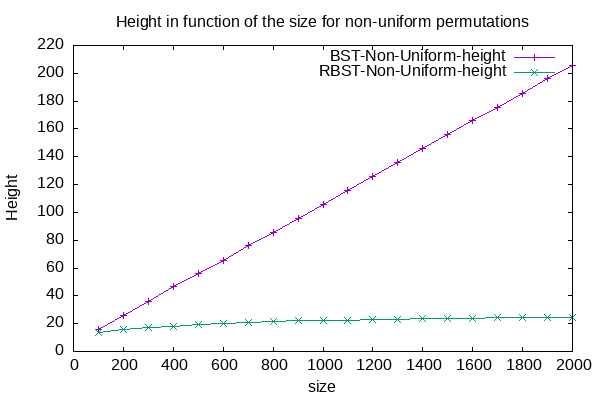 Height in function of the size for non-uniform permutations
220
200
180
160
140
120
100
80
60
40
20
0
Height
BST-Non-Uniform-height
RBST-Non-Uniform-height
0 200 400 600 800 1000 1200 1400 1600 1800 2000
size